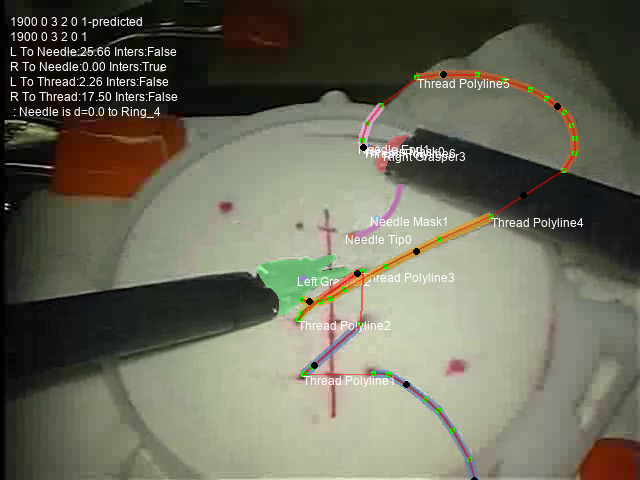 1900 0 3 2 0 1-predicted
1900 0 3 2 0 1
L To Needle:25.66 Inters:False
R To Needle:0.00 Inters:True
L To Thread:2.26 Inters:False
R To Thread:17.50 Inters:False
: Needle is d=0.0 to Ring_4
Thread Polyline5
Right Grasper3
Needle Mask1
Thread Polyline4
Needle Tip0
Thread Polyline3
Left
Thread Polyline2
Thread Polyline1